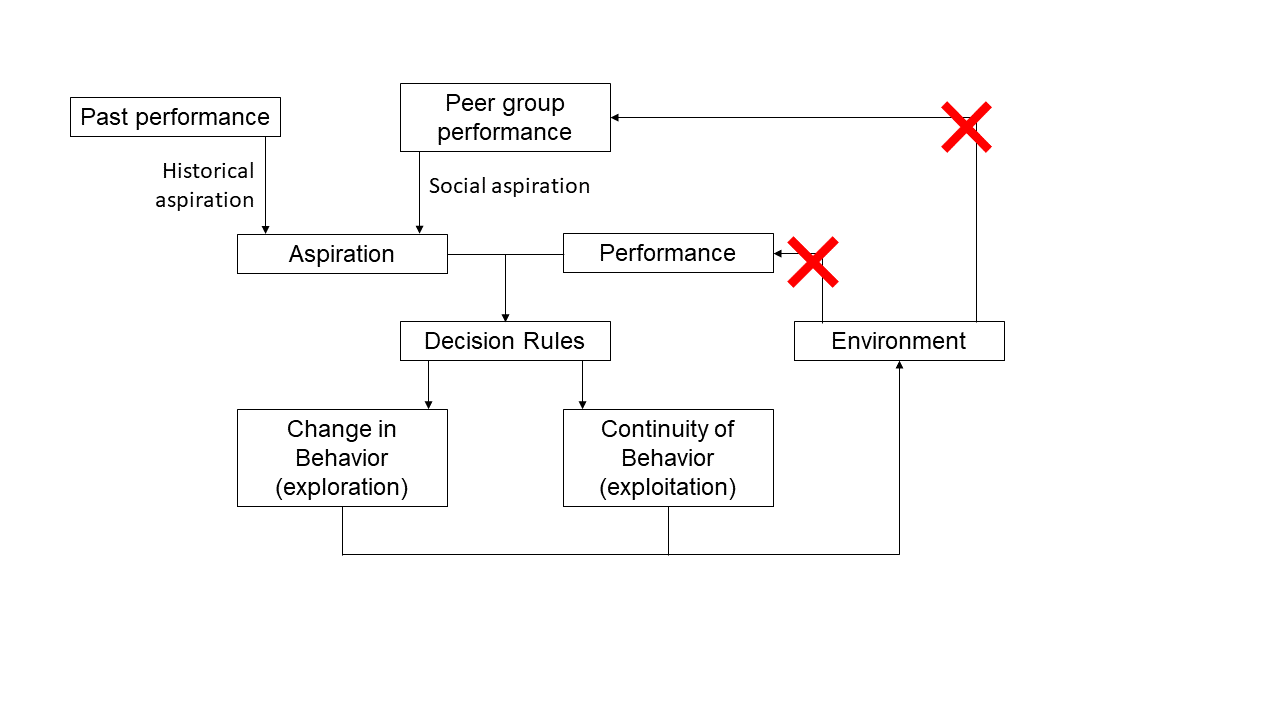 Past performance
Peer group
performance
Historical
aspiration
Social aspiration
Aspiration
Performance
Decision Rules
Environment
Change in
Behavior
(exploration)
Continuity of
Behavior
(exploitation)